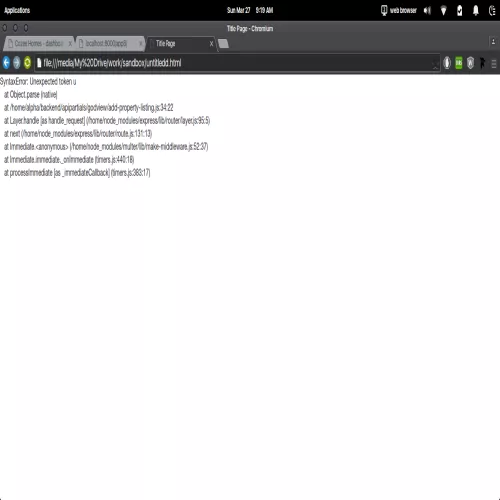 Applications
Sun Mar 27 9:19 AM
web browser
Title Page - Chromium
localhost:8000/app/l
Title Page
file:///media/My%20Drive/work/sandbox/untitledd.html
SyntaxError: Unexpected token u
at Object.parse (native)
at /home/alpha/backend/apipartials/godview/add-property-listing.js:34:22
at Layer.handle [as handle_request] (/home/node_modules/express/lib/router/layer.js:95:5)
at next (/home/node_modules/express/lib/router/route.js:131:13)
at Immediate.<anonymous> (/home/node_modules/multer/lib/make-middleware.js:52:37)
at Immediate.immediate._onImmediate (timers.js:440:18)
at processImmediate [as _immediateCallback] (timers.js:383:17)